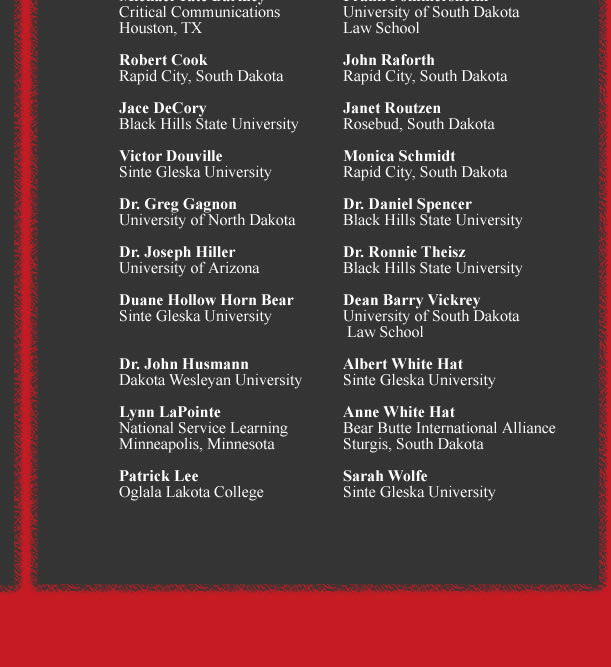 Critical Communications
Houston, TX
Robert Cook
Rapid City, South Dakota
Jace DeCory
Black Hills State University
Victor Douville
Sinte Gleska University
Dr. Greg Gagnon
University of North Dakota
Dr. Joseph Hiller
University of Arizona
Duane Hollow Horn Bear
Sinte Gleska University
Dr. John Husmann
Dakota Wesleyan University
Lynn LaPointe
National Service Learning
Minneapolis, Minnesota
Patrick Lee
Oglala Lakota College
University of South Dakota
Law School
John Raforth
Rapid City, South Dakota
Janet Routzen
Rosebud, South Dakota
Monica Schmidt
Rapid City, South Dakota
Dr. Daniel Spencer
Black Hills State University
Dr. Ronnie Theisz
Black Hills State University
Dean Barry Vickrey
University of South Dakota
Law School
Albert White Hat
Sinte Gleska University
Anne White Hat
Bear Butte International Alliance
Sturgis, South Dakota
Sarah Wolfe
Sinte Gleska University